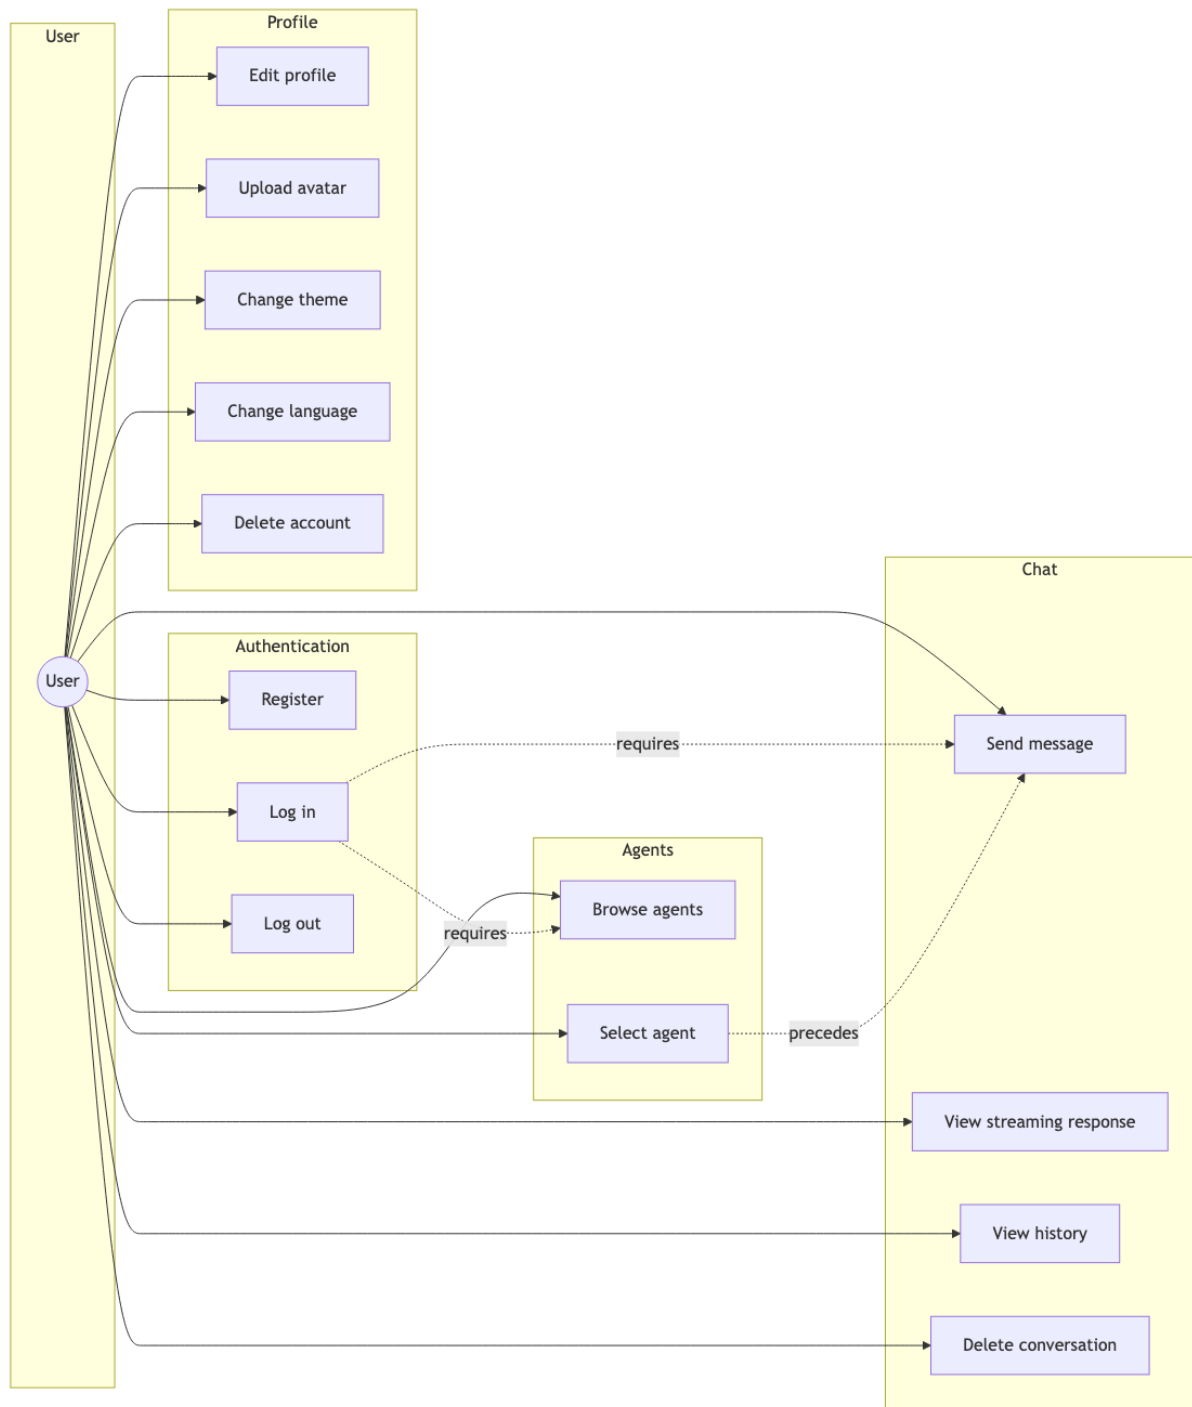 User
User
Profile
Edit profile
Upload avatar
Change theme
Change language
Delete account
Authentication
Register
Log in
Log out
requires
requires
Agents
Browse agents
Select agent
precedes
Chat
Send message
View streaming response
View history
Delete conversation